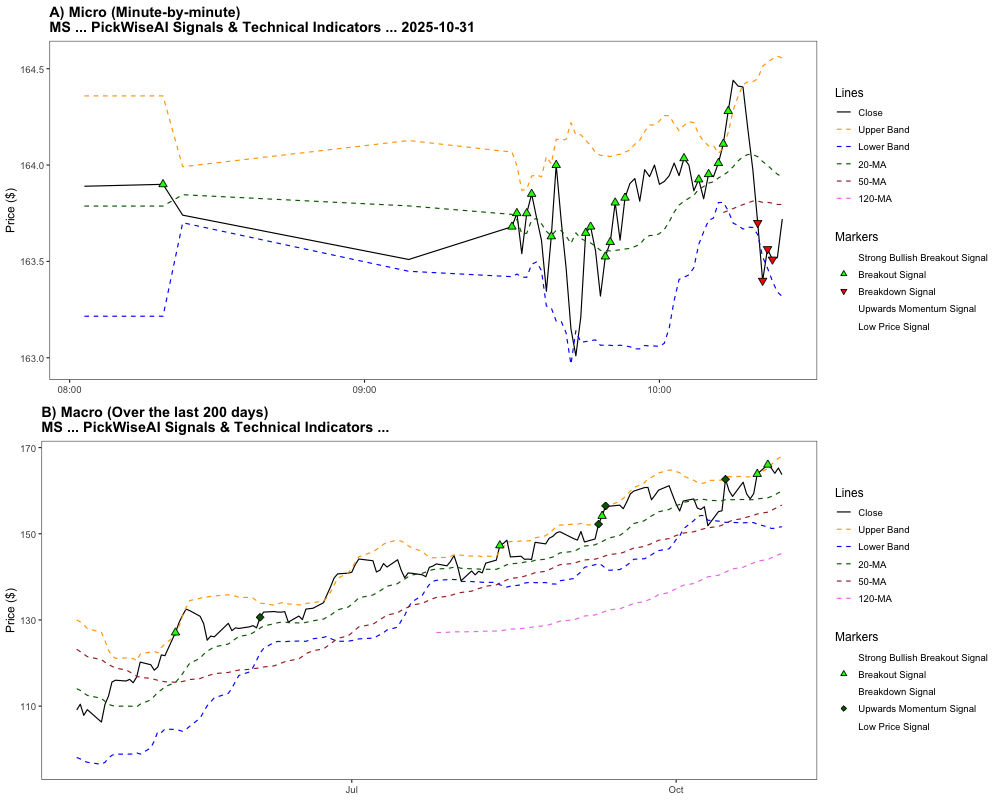 A) Micro (Minute-by-minute)
MS ... PickWiseAI Signals & Technical Indicators ... 2025-10-31
Price ($)
164.5
164.0
163.5
163.0
08:00
09:00
10:00
Lines
Close
Upper Band
Lower Band
20-MA
50-MA
120-MA
Markers
Strong Bullish Breakout Signal
Breakout Signal
Breakdown Signal
Upwards Momentum Signal
Low Price Signal
B) Macro (Over the last 200 days)
MS ... PickWiseAI Signals & Technical Indicators ...
Price ($)
170
150
130
110
Jul
Oct
Lines
Close
Upper Band
Lower Band
20-MA
50-MA
120-MA
Markers
Strong Bullish Breakout Signal
Breakout Signal
Breakdown Signal
Upwards Momentum Signal
Low Price Signal